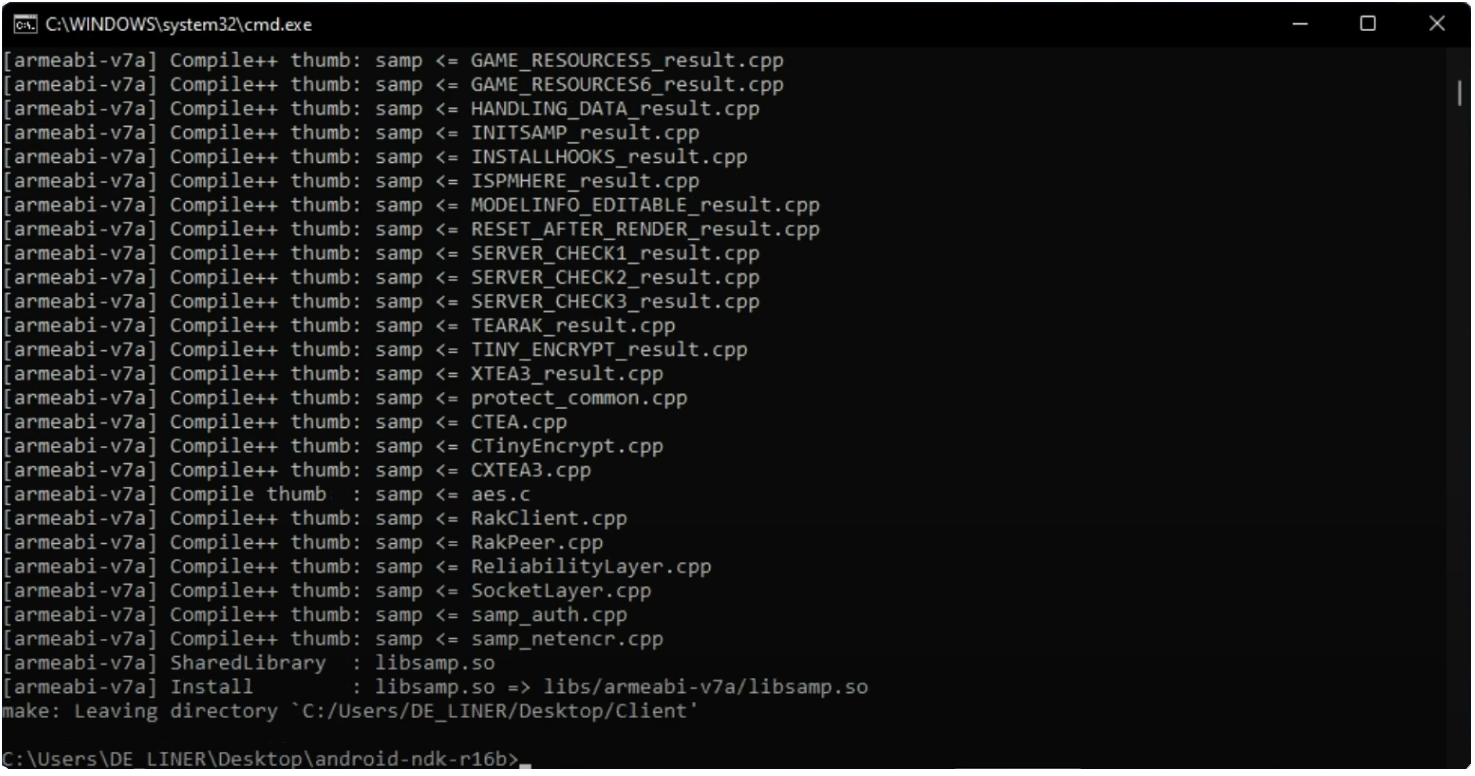 C:\WINDOWS\system32\cmd.exe
[armeabi-v7a] Compile++ thumb: samp <= GAME_RESOURCES5_result.cpp
[armeabi-v7a] Compile++ thumb: samp <= GAME_RESOURCES6_result.cpp
[armeabi-v7a] Compile++ thumb: samp <= HANDLING_DATA_result.cpp
[armeabi-v7a] Compile++ thumb: samp <= INITSAMP_result.cpp
[armeabi-v7a] Compile++ thumb: samp <= INSTALLHOOKS_result.cpp
[armeabi-v7a] Compile++ thumb: samp <= ISPMHERE_result.cpp
[armeabi-v7a] Compile++ thumb: samp <= MODELINFO_EDITABLE_result.cpp
[armeabi-v7a] Compile++ thumb: samp <= RESET_AFTER_RENDER_result.cpp
[armeabi-v7a] Compile++ thumb: samp <= SERVER_CHECK1_result.cpp
[armeabi-v7a] Compile++ thumb: samp <= SERVER_CHECK2_result.cpp
[armeabi-v7a] Compile++ thumb: samp <= SERVER_CHECK3_result.cpp
[armeabi-v7a] Compile++ thumb: samp <= TEARAK_result.cpp
[armeabi-v7a] Compile++ thumb: samp <= TINY_ENCRYPT_result.cpp
[armeabi-v7a] Compile++ thumb: samp <= XTEA3_result.cpp
[armeabi-v7a] Compile++ thumb: samp <= protect_common.cpp
[armeabi-v7a] Compile++ thumb: samp <= CTEA.cpp
[armeabi-v7a] Compile++ thumb: samp <= CTinyEncrypt.cpp
[armeabi-v7a] Compile++ thumb: samp <= CXTEA3.cpp
[armeabi-v7a] Compile thumb  : samp <= aes.c
[armeabi-v7a] Compile++ thumb: samp <= RakClient.cpp
[armeabi-v7a] Compile++ thumb: samp <= RakPeer.cpp
[armeabi-v7a] Compile++ thumb: samp <= ReliabilityLayer.cpp
[armeabi-v7a] Compile++ thumb: samp <= SocketLayer.cpp
[armeabi-v7a] Compile++ thumb: samp <= samp_auth.cpp
[armeabi-v7a] Compile++ thumb: samp <= samp_netencr.cpp
[armeabi-v7a] SharedLibrary  : libsamp.so
[armeabi-v7a] Install        : libsamp.so => libs/armeabi-v7a/libsamp.so
make: Leaving directory `C:/Users/DE_LINER/Desktop/Client'
C:\Users\DE_LINER\Desktop\android-ndk-r16b>